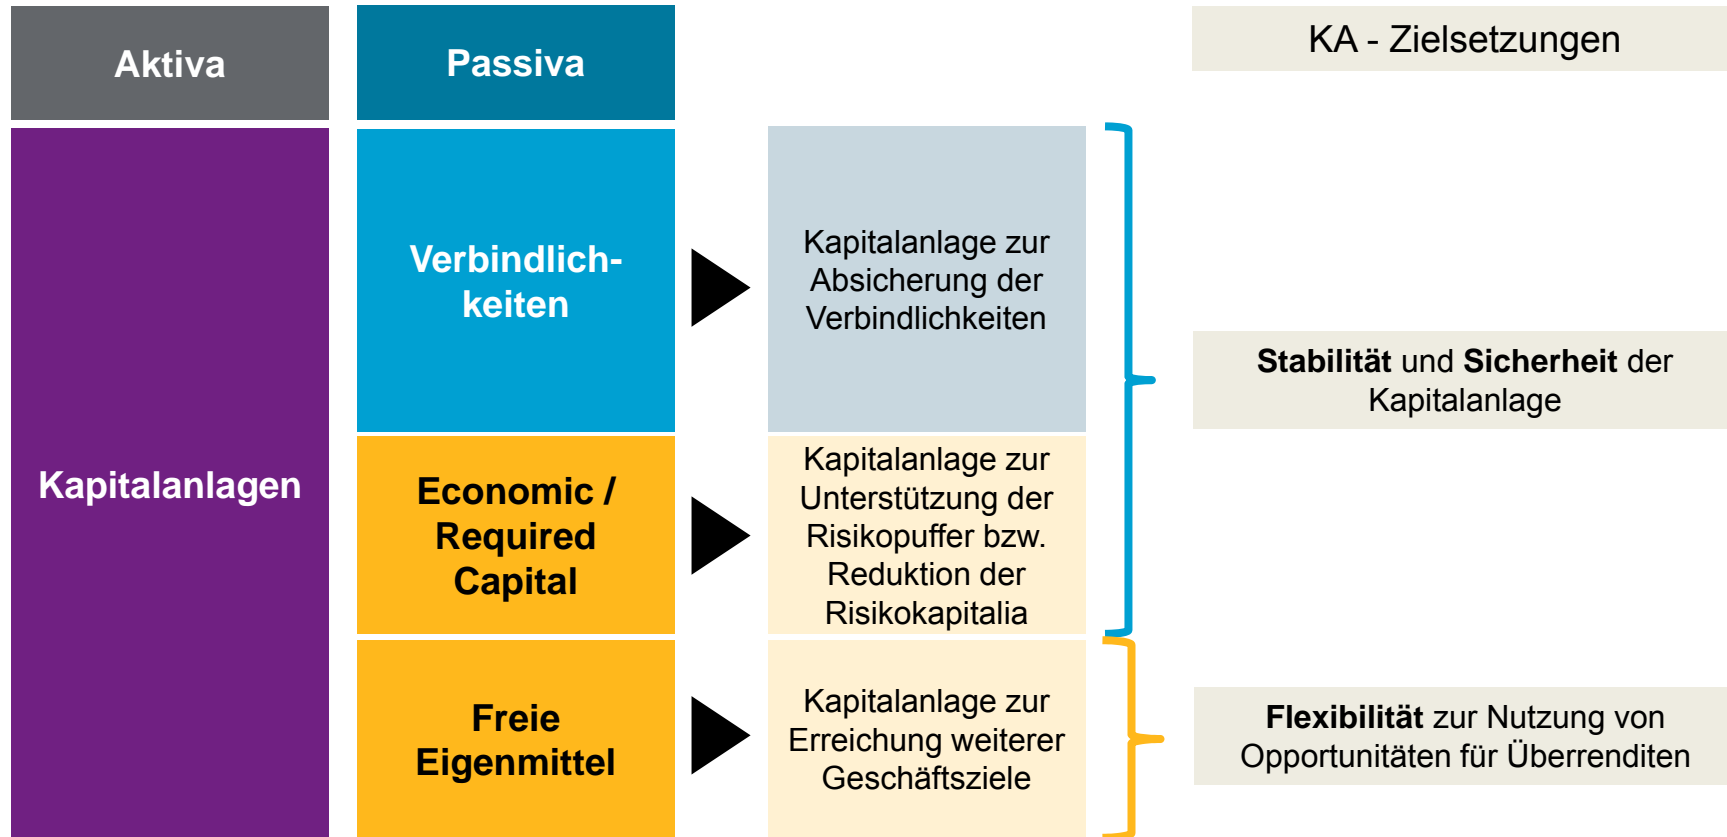 Aktiva
Passiva
KA - Zielsetzungen
Kapitalanlagen
Verbindlich-
keiten
Kapitalanlage zur
Absicherung der
Verbindlichkeiten
Stabilität und Sicherheit der
Kapitalanlage
Economic /
Required
Capital
Kapitalanlage zur
Unterstützung der
Risikopuffer bzw.
Reduktion der
Risikokapitalia
Freie
Eigenmittel
Kapitalanlage zur
Erreichung weiterer
Geschäftsziele
Flexibilität zur Nutzung von
Opportunitäten für Überrenditen